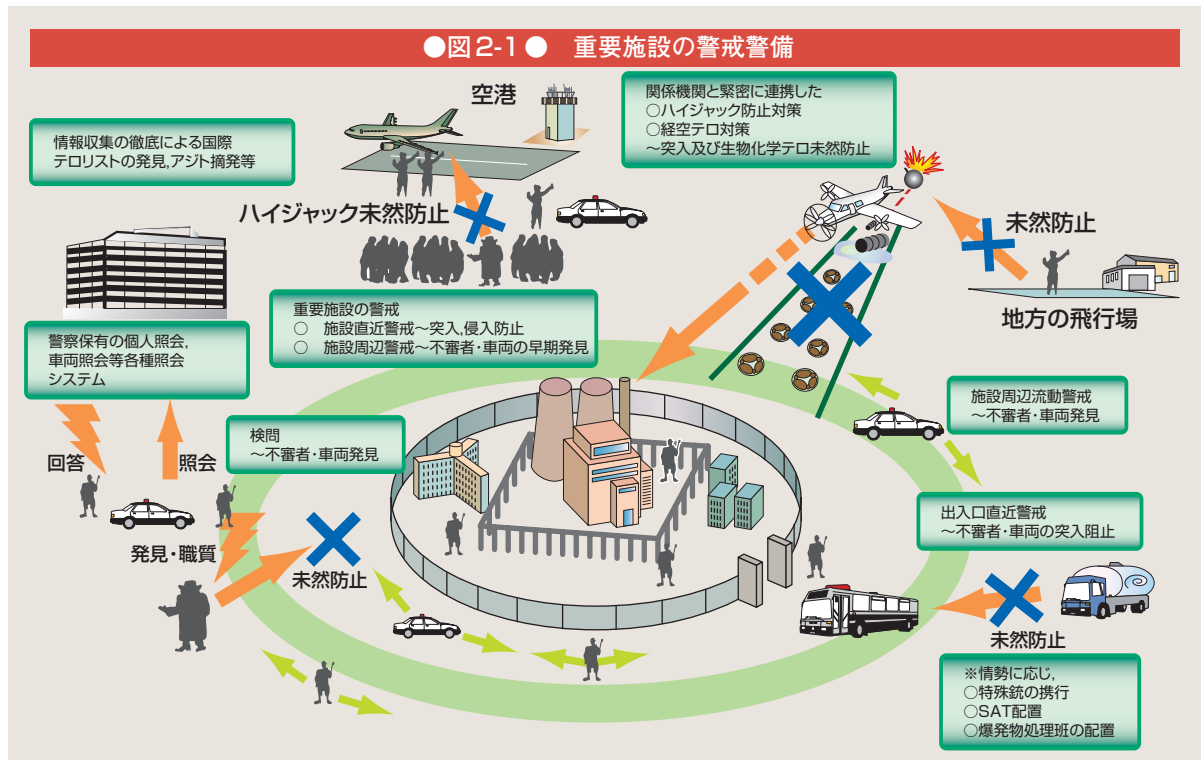 ●図2-1● 重要施設の警戒警備
空港
関係機関と緊密に連携した
○ハイジャック防止対策
○経空テロ対策
～突入及び生物化学テロ未然防止
情報収集の徹底による国際
テロリストの発見,アジト摘発等
ハイジャック未然防止
未然防止
地方の飛行場
重要施設の警戒
○ 施設直近警戒～突入,侵入防止
○ 施設周辺警戒～不審者・車両の早期発見
警察保有の個人照会,
車両照会等各種照会
システム
施設周辺流動警戒
～不審者・車両発見
検問
～不審者・車両発見
回答
照会
出入口直近警戒
～不審者・車両の突入阻止
発見・職質
未然防止
未然防止
※情勢に応じ,
○特殊銃の携行
○SAT配置
○爆発物処理班の配置